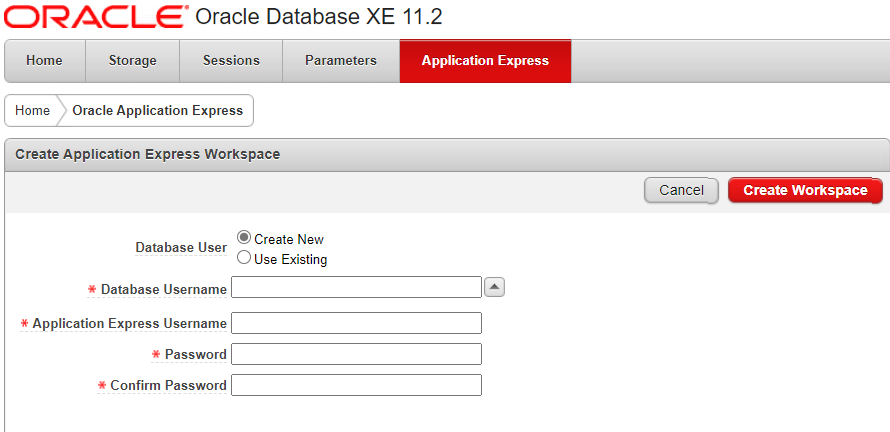 ORACLE® Oracle Database XE 11.2
Home Storage Sessions Parameters Application Express
Home Oracle Application Express
Create Application Express Workspace
Cancel Create Workspace
Database User
Create New
Use Existing
* Database Username
* Application Express Username
* Password
* Confirm Password